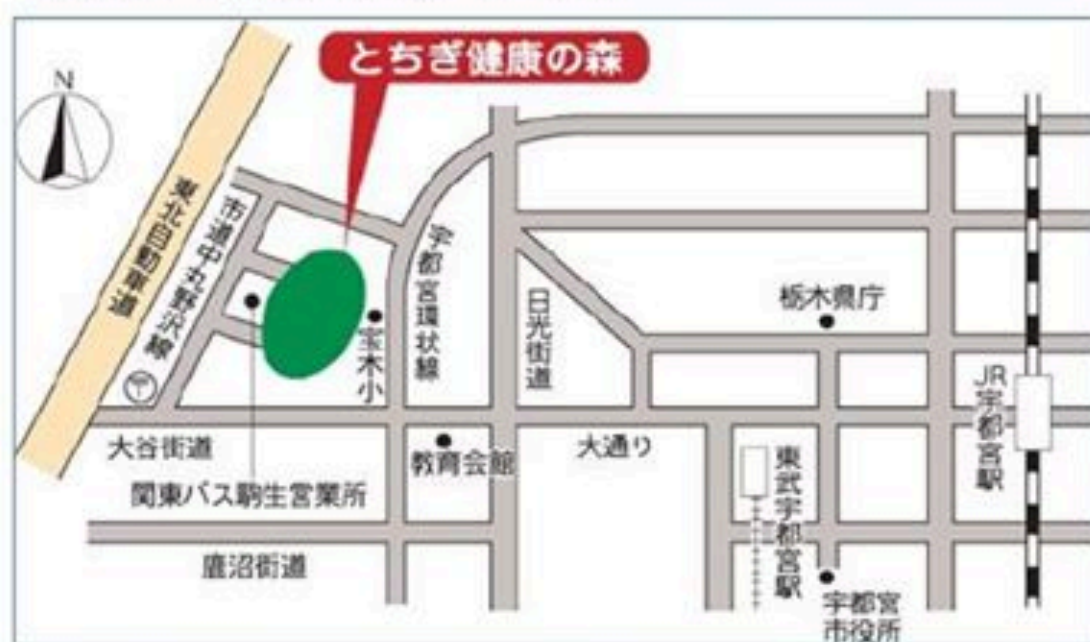 とちぎ健康の森
N
東北自動車道
市道中丸野沢線
〒
宝木小
宇都宮環状線
日光街道
栃木県庁
JR宇都宮駅
大谷街道
教育会館
大通り
東武宇都宮駅
関東バス駒生営業所
鹿沼街道
宇都宮
市役所